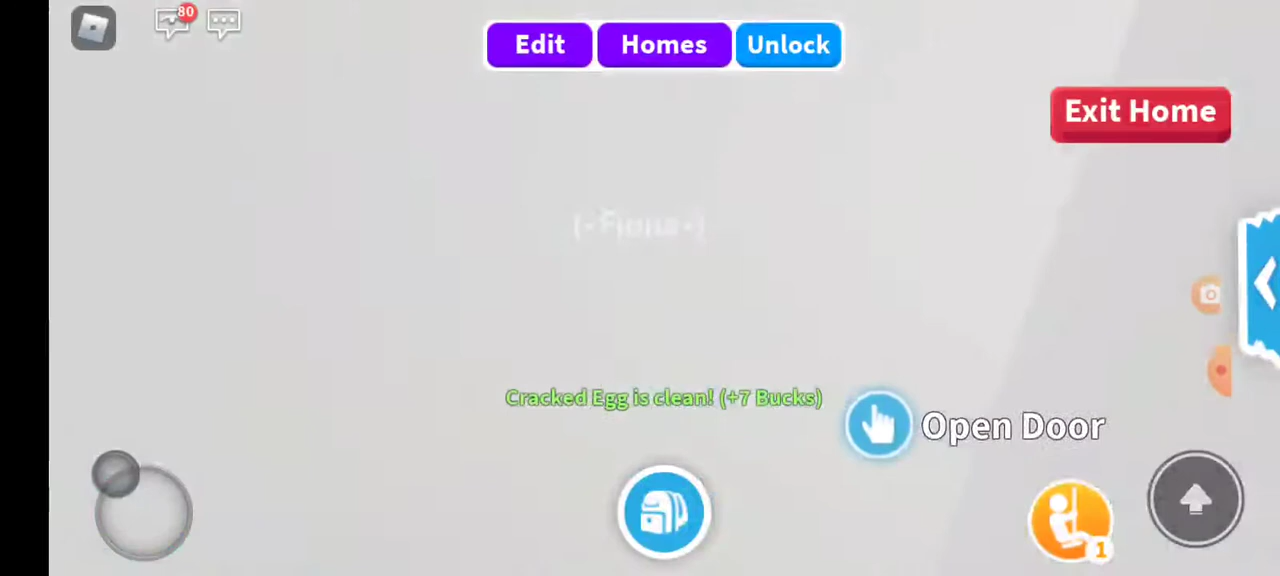 80
Edit Homes Unlock
Exit Home
Cracked Egg is clean! (+7 Bucks)
Open Door
1